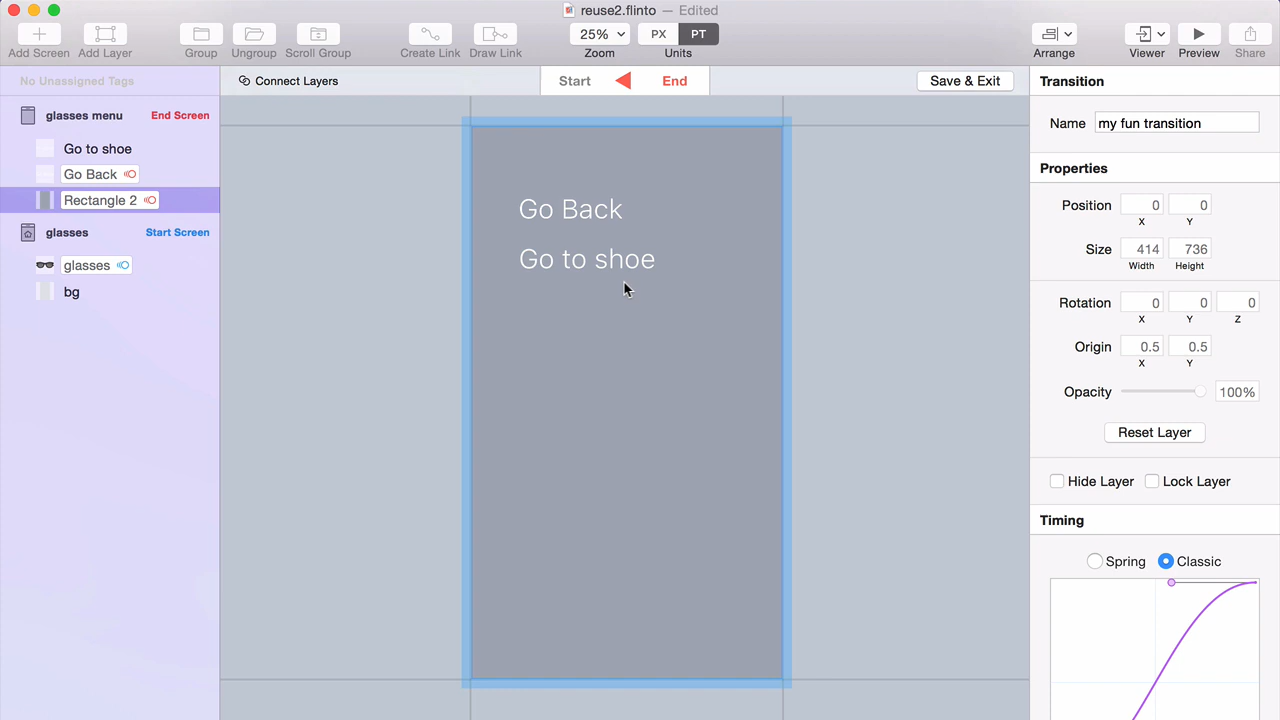 reuse2.flinto — Edited
Add Screen Add Layer Group Ungroup Scroll Group Create Link Draw Link 25% Zoom PX PT Units Arrange Viewer Preview Share
No Unassigned Tags
Connect Layers
Start End
Save & Exit
Transition
glasses menu End Screen
Go to shoe
Go Back
Rectangle 2
glasses Start Screen
glasses
bg
Go Back
Go to shoe
Name my fun transition
Properties
Position 0 0
X Y
Size 414 736
Width Height
Rotation 0 0 0
X Y Z
Origin 0.5 0.5
X Y
Opacity 100%
Reset Layer
Hide Layer Lock Layer
Timing
Spring Classic